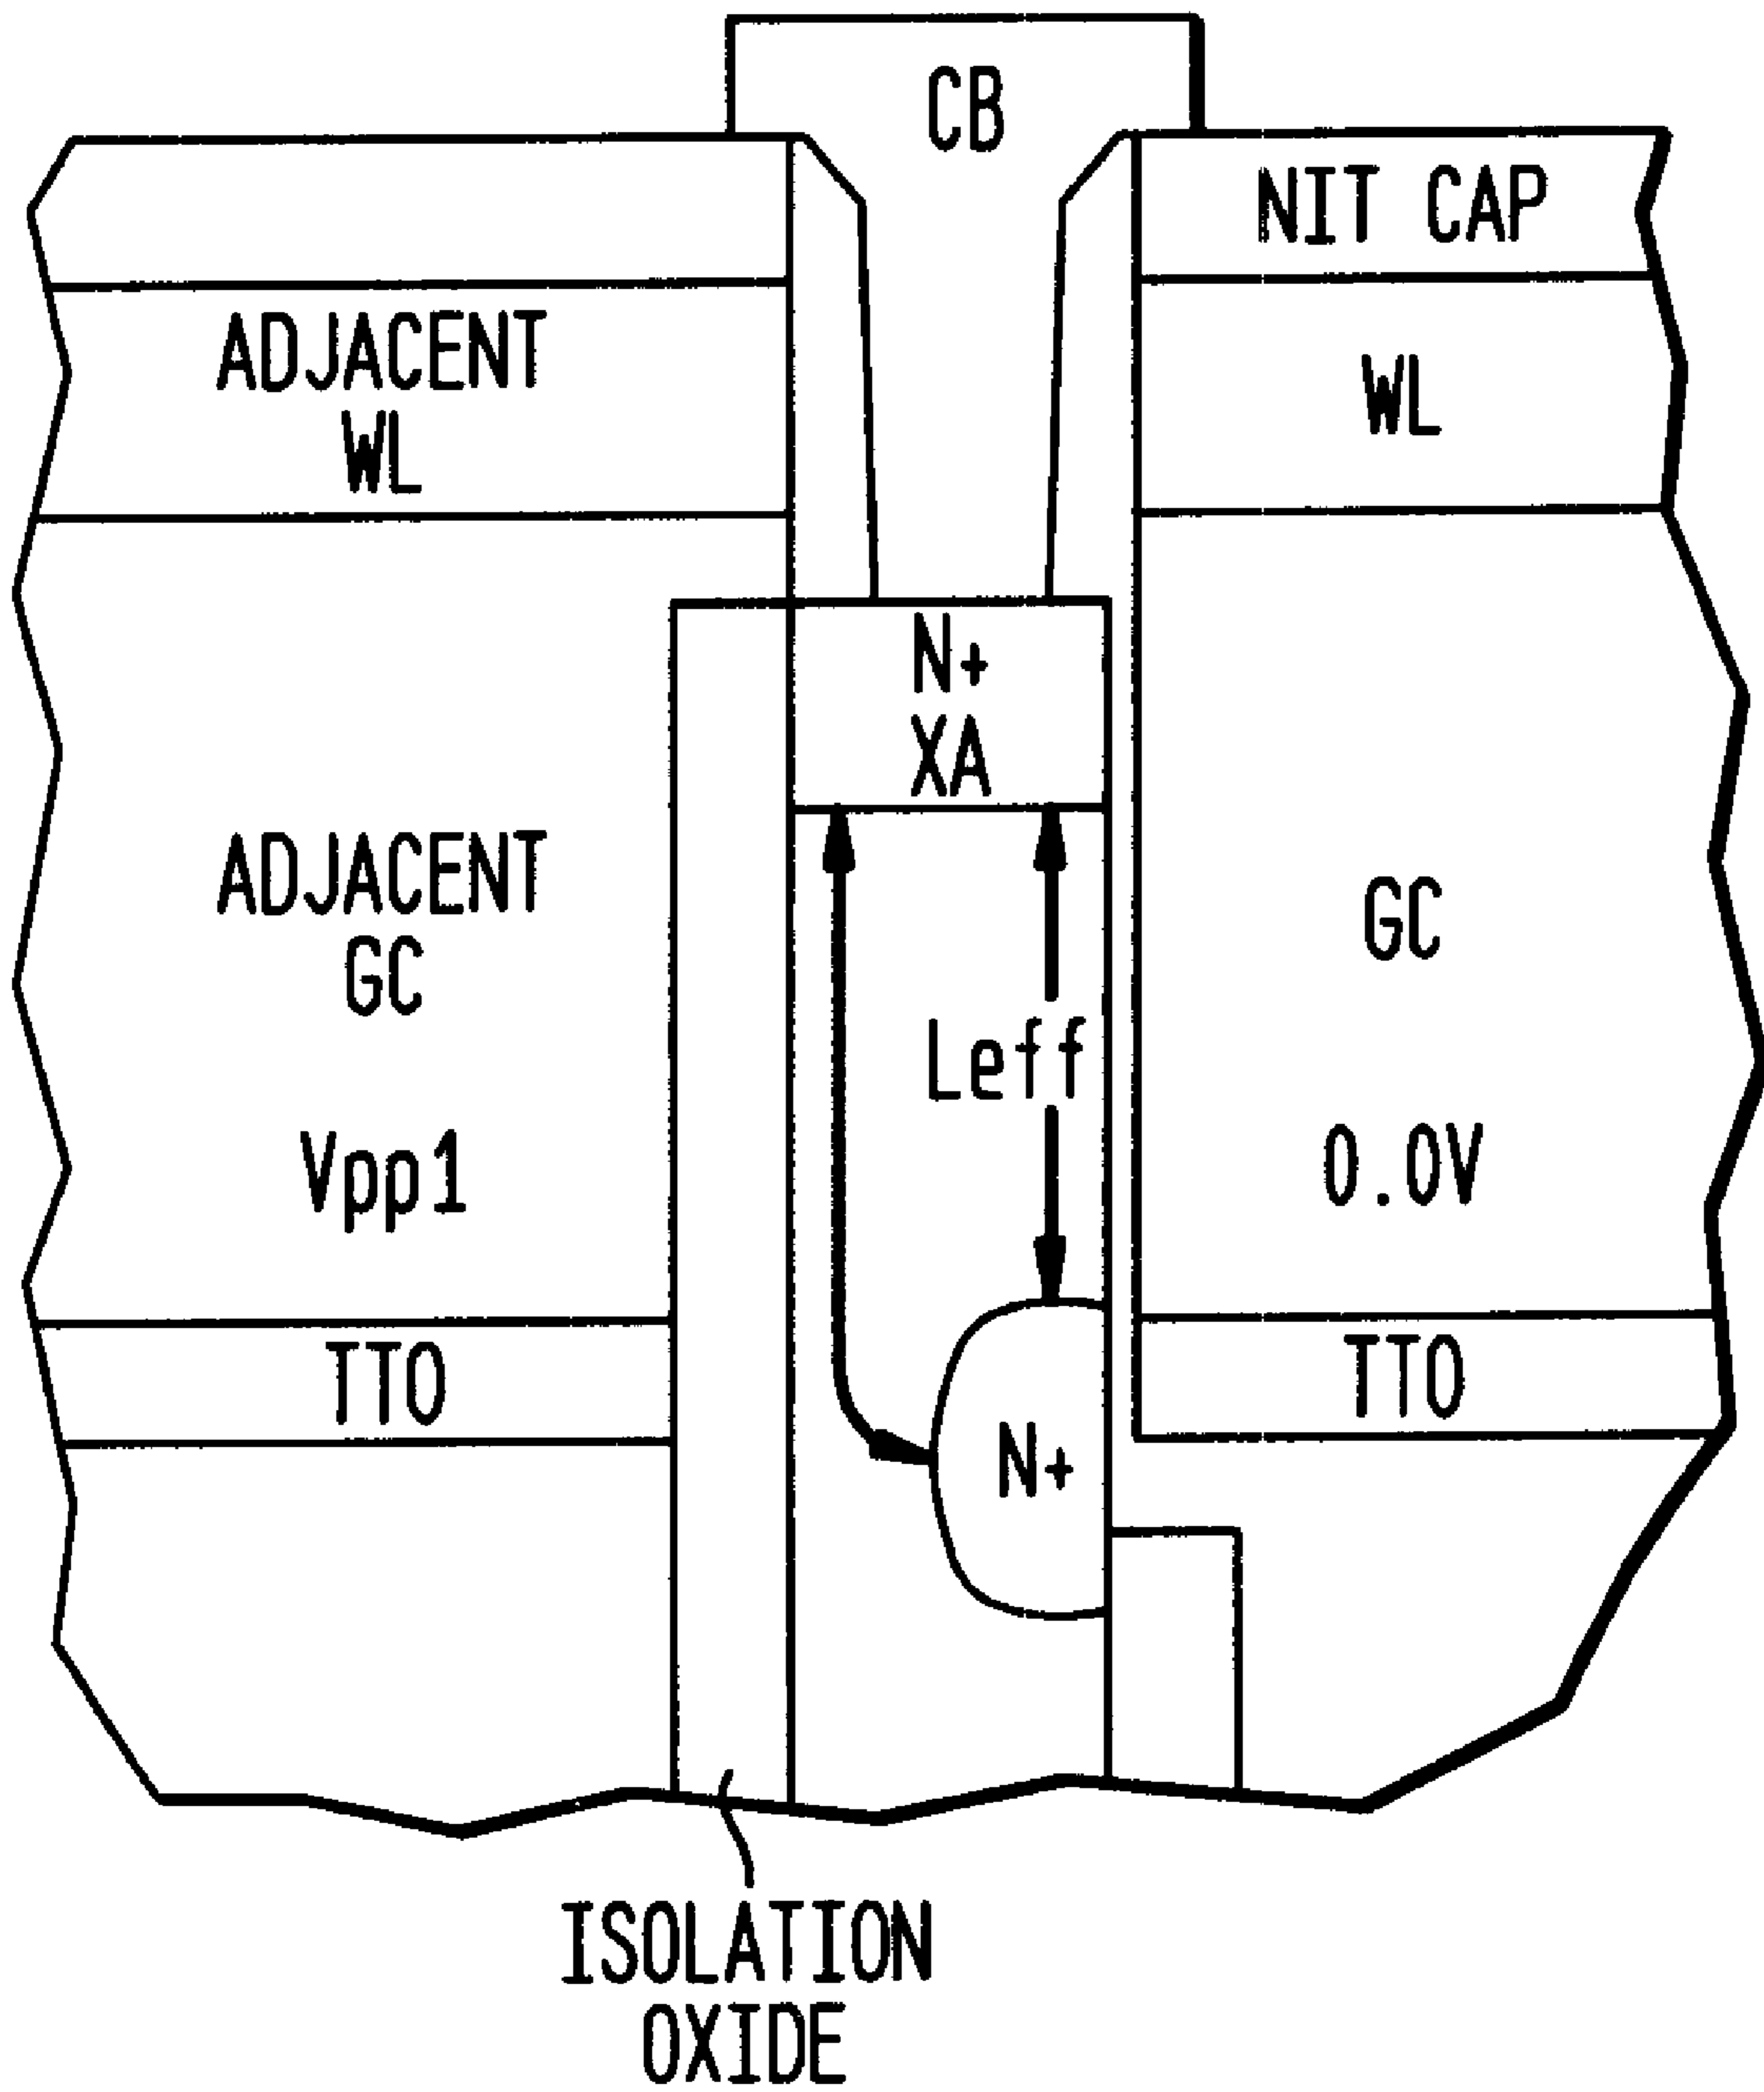 CB
NIT CAP
ADJACENT
WL
WL
N+
XA
ADJACENT
GC
GC
Leff
Vpp1
0.0V
TTO
TTO
N+
ISOLATION
OXIDE